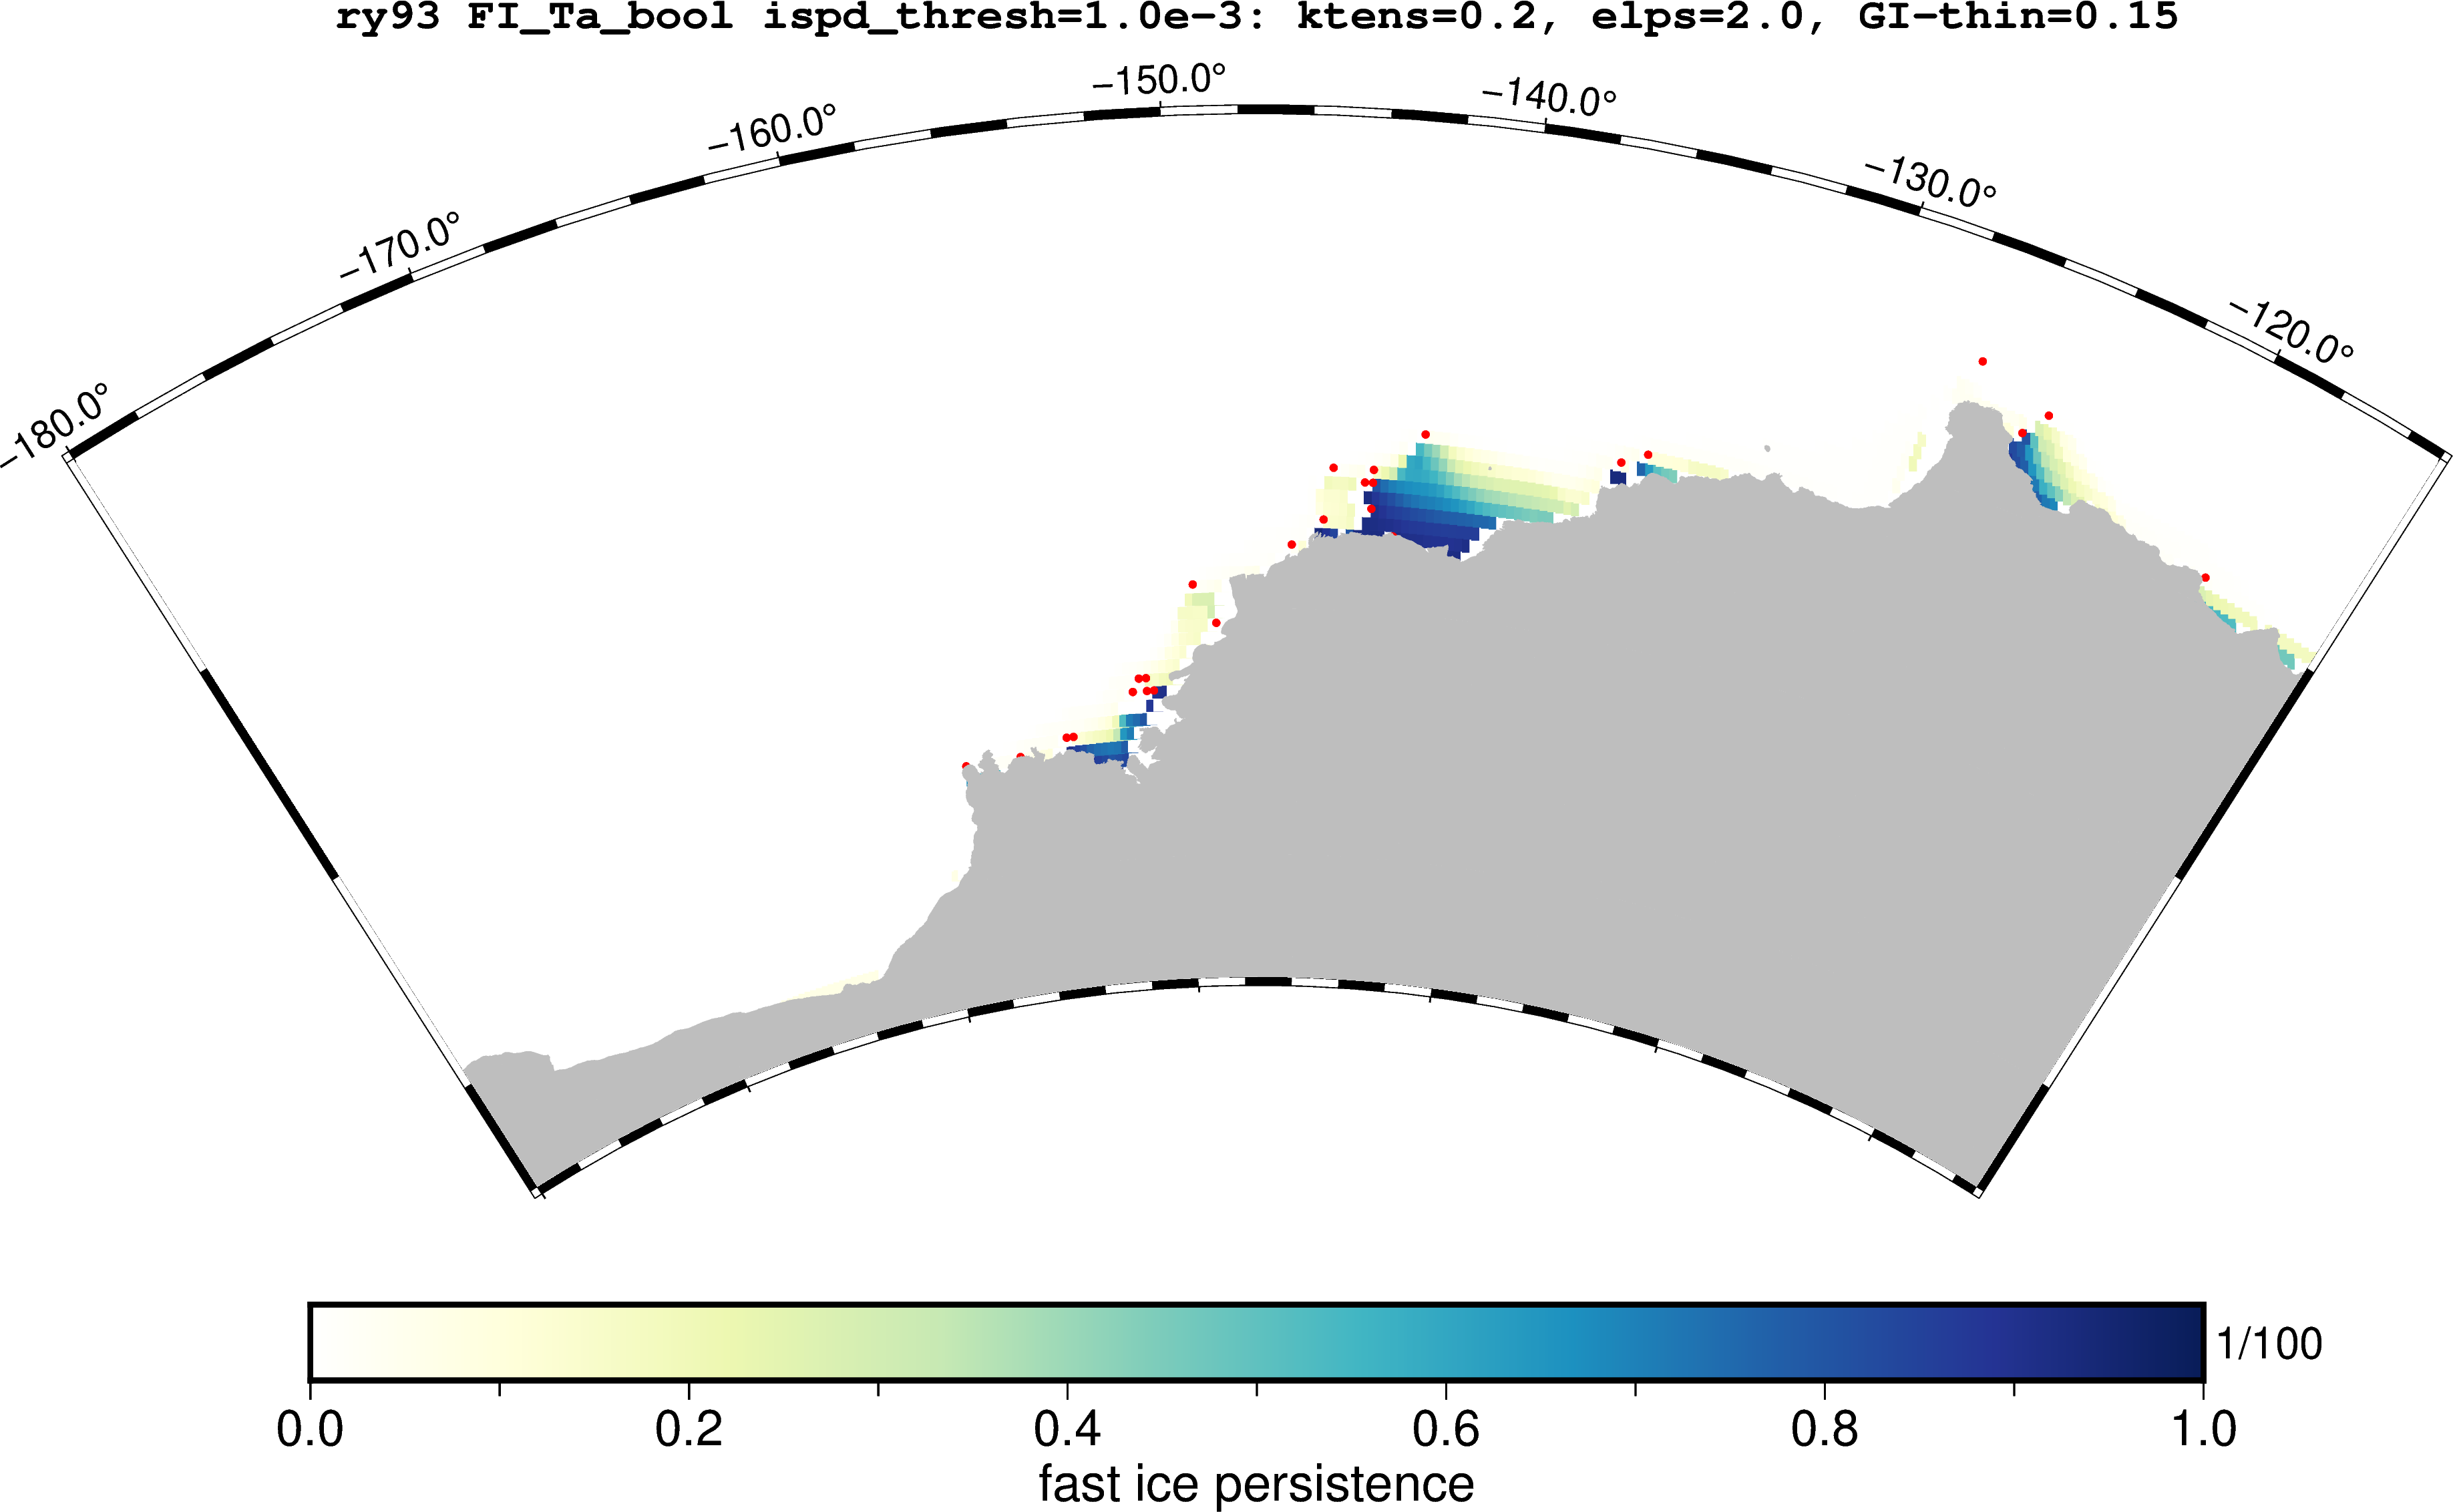 ry93 FI_Ta_bool ispd_thresh=1.0e-3: ktens=0.2, elps=2.0, GI-thin=0.15
−180.0°
−170.0°
−160.0°
−150.0°
−140.0°
−130.0°
−120.0°
1/100
0.0 0.2 0.4 0.6 0.8 1.0
fast ice persistence